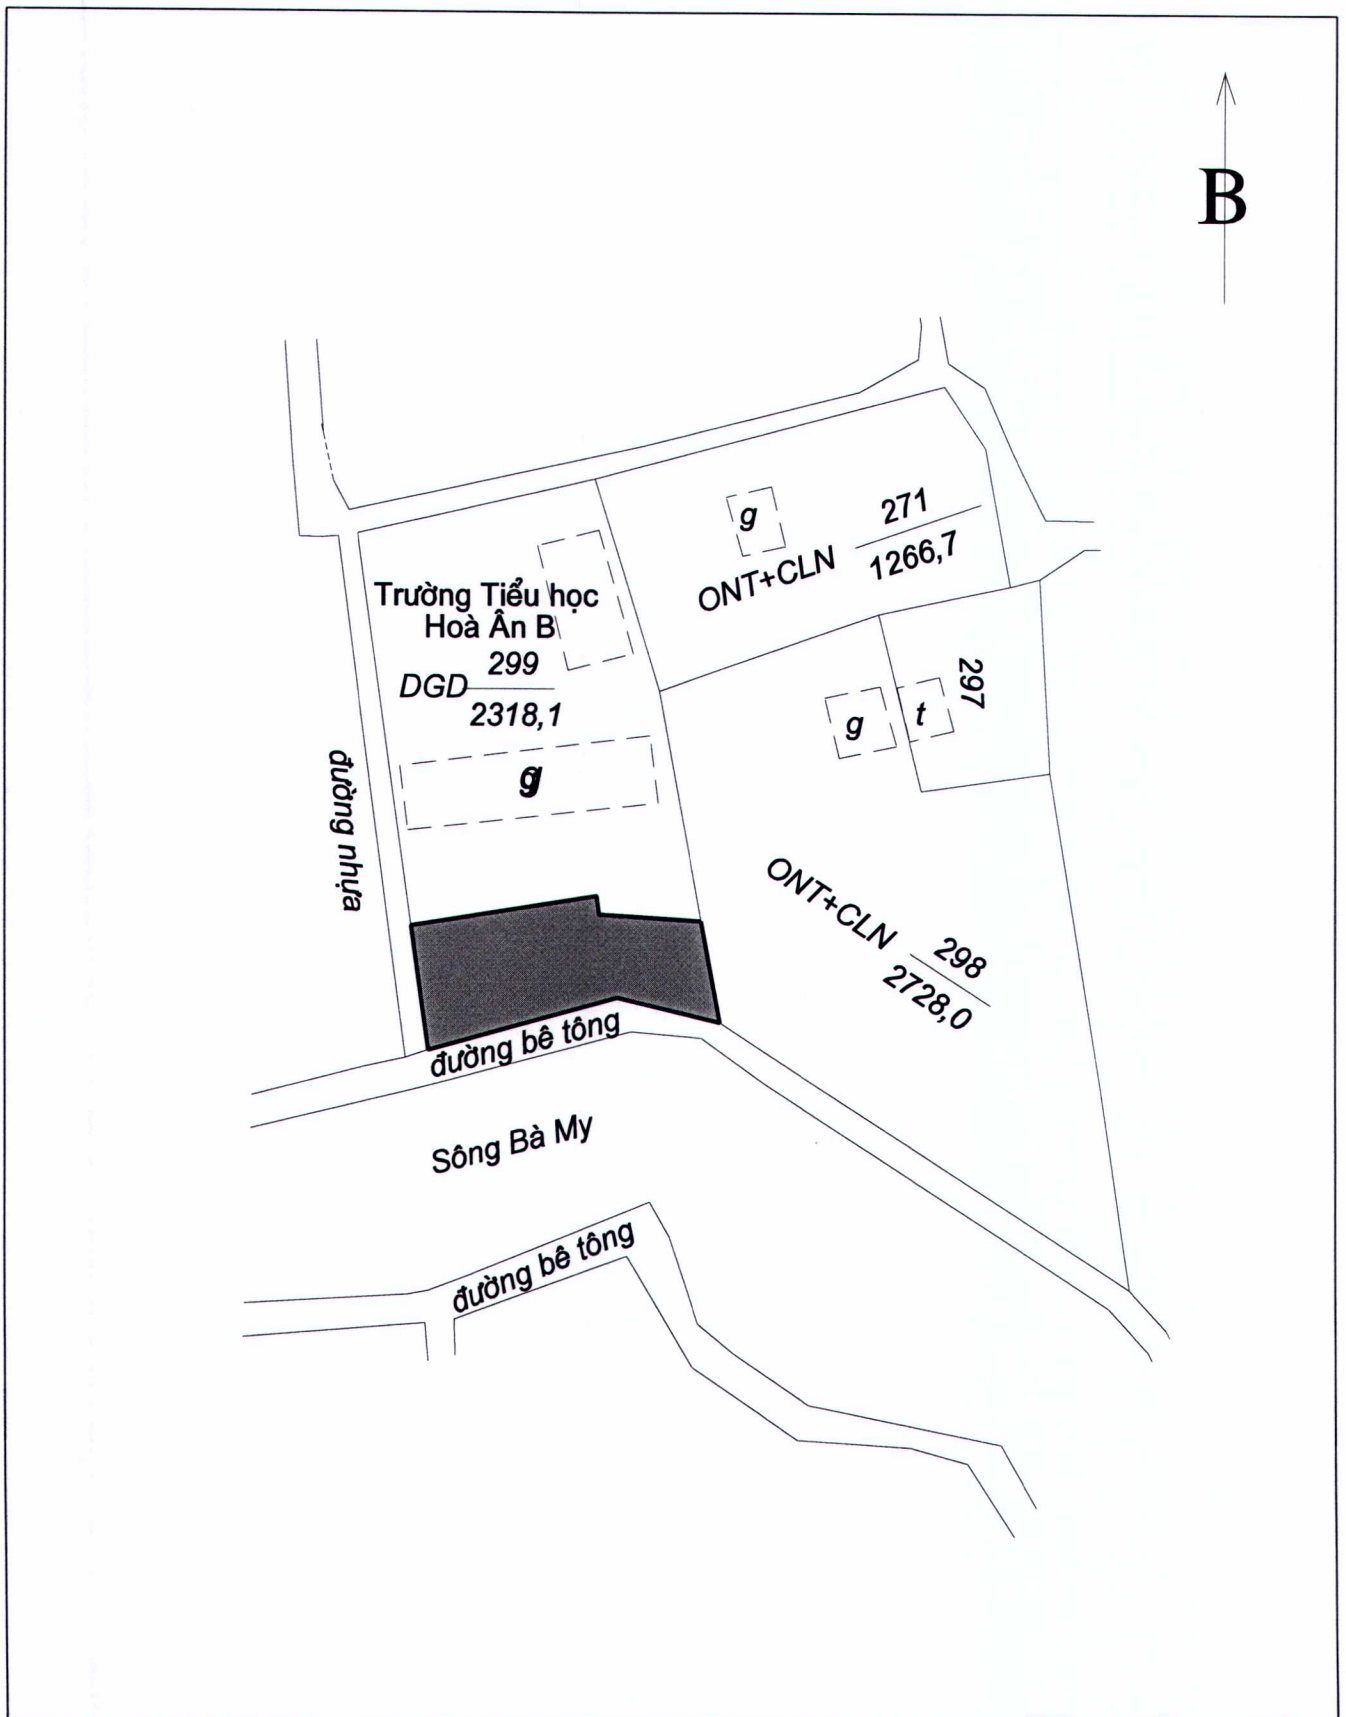 B
271
ONT+CLN
1266,7
g
Trường Tiểu học
Hoà Ân B
299
DGD
2318,1
g
297
g
t
đường nhựa
ONT+CLN
298
2728,0
đường bê tông
Sông Bà My
đường bê tông